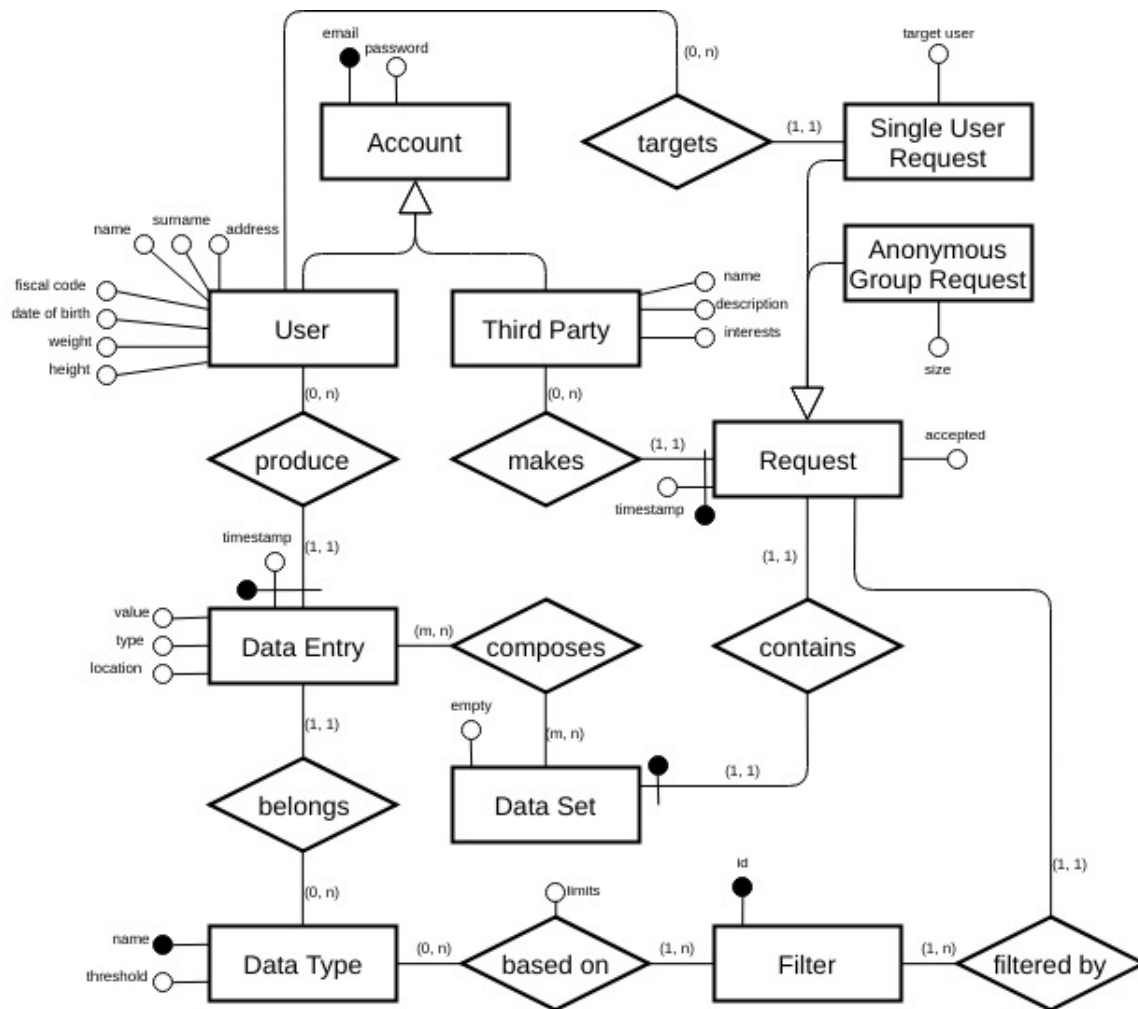 email
password
(0, n)
target user
Account
targets
(1, 1)
Single User
Request
name
surname
address
fiscal code
date of birth
weight
height
User
Third Party
name
description
interests
Anonymous
Group Request
size
(0, n)
(0, n)
produce
makes
(1, 1)
Request
accepted
timestamp
timestamp
(1, 1)
(1, 1)
value
type
location
Data Entry
(m, n)
composes
contains
(1, 1)
empty
(m, n)
Data Set
(1, 1)
belongs
(0, n)
id
(1, 1)
limits
name
threshold
Data Type
(0, n)
based on
(1, n)
Filter
(1, n)
filtered by